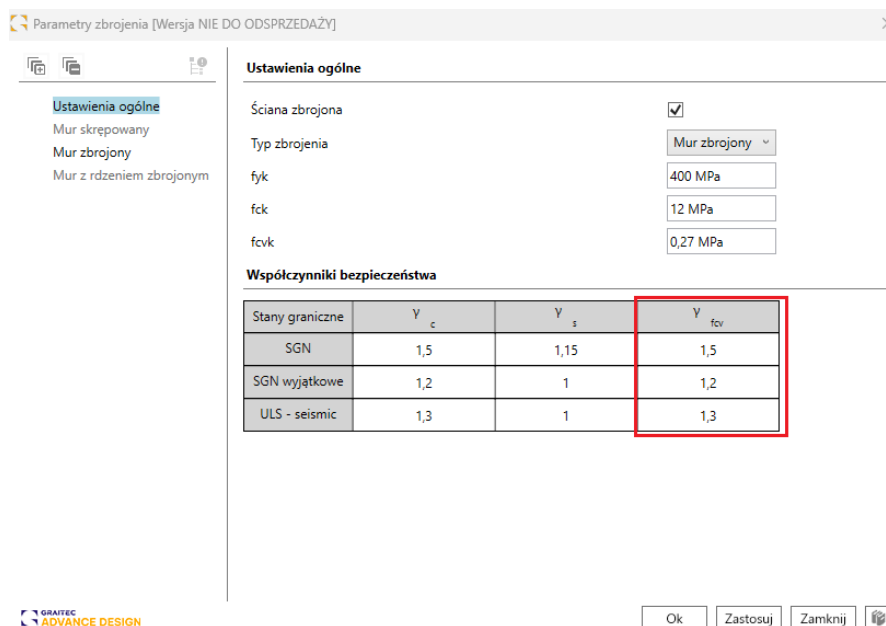 Parametry zbrojenia [Wersja NIE DO ODSPRZEDAŻY]
Ustawienia ogólne
Mur skrępowany
Mur zbrojony
Mur z rdzeniem zbrojonym
Ustawienia ogólne
Ściana zbrojona
Typ zbrojenia Mur zbrojony
fyk 400 MPa
fck 12 MPa
fcvk 0,27 MPa
Współczynniki bezpieczeństwa
Stany graniczne γ c γ s γ fcv
SGN 1,5 1,15 1,5
SGN wyjątkowe 1,2 1 1,2
ULS - seismic 1,3 1 1,3
GRAITEC
ADVANCE DESIGN
Ok Zastosuj Zamknij